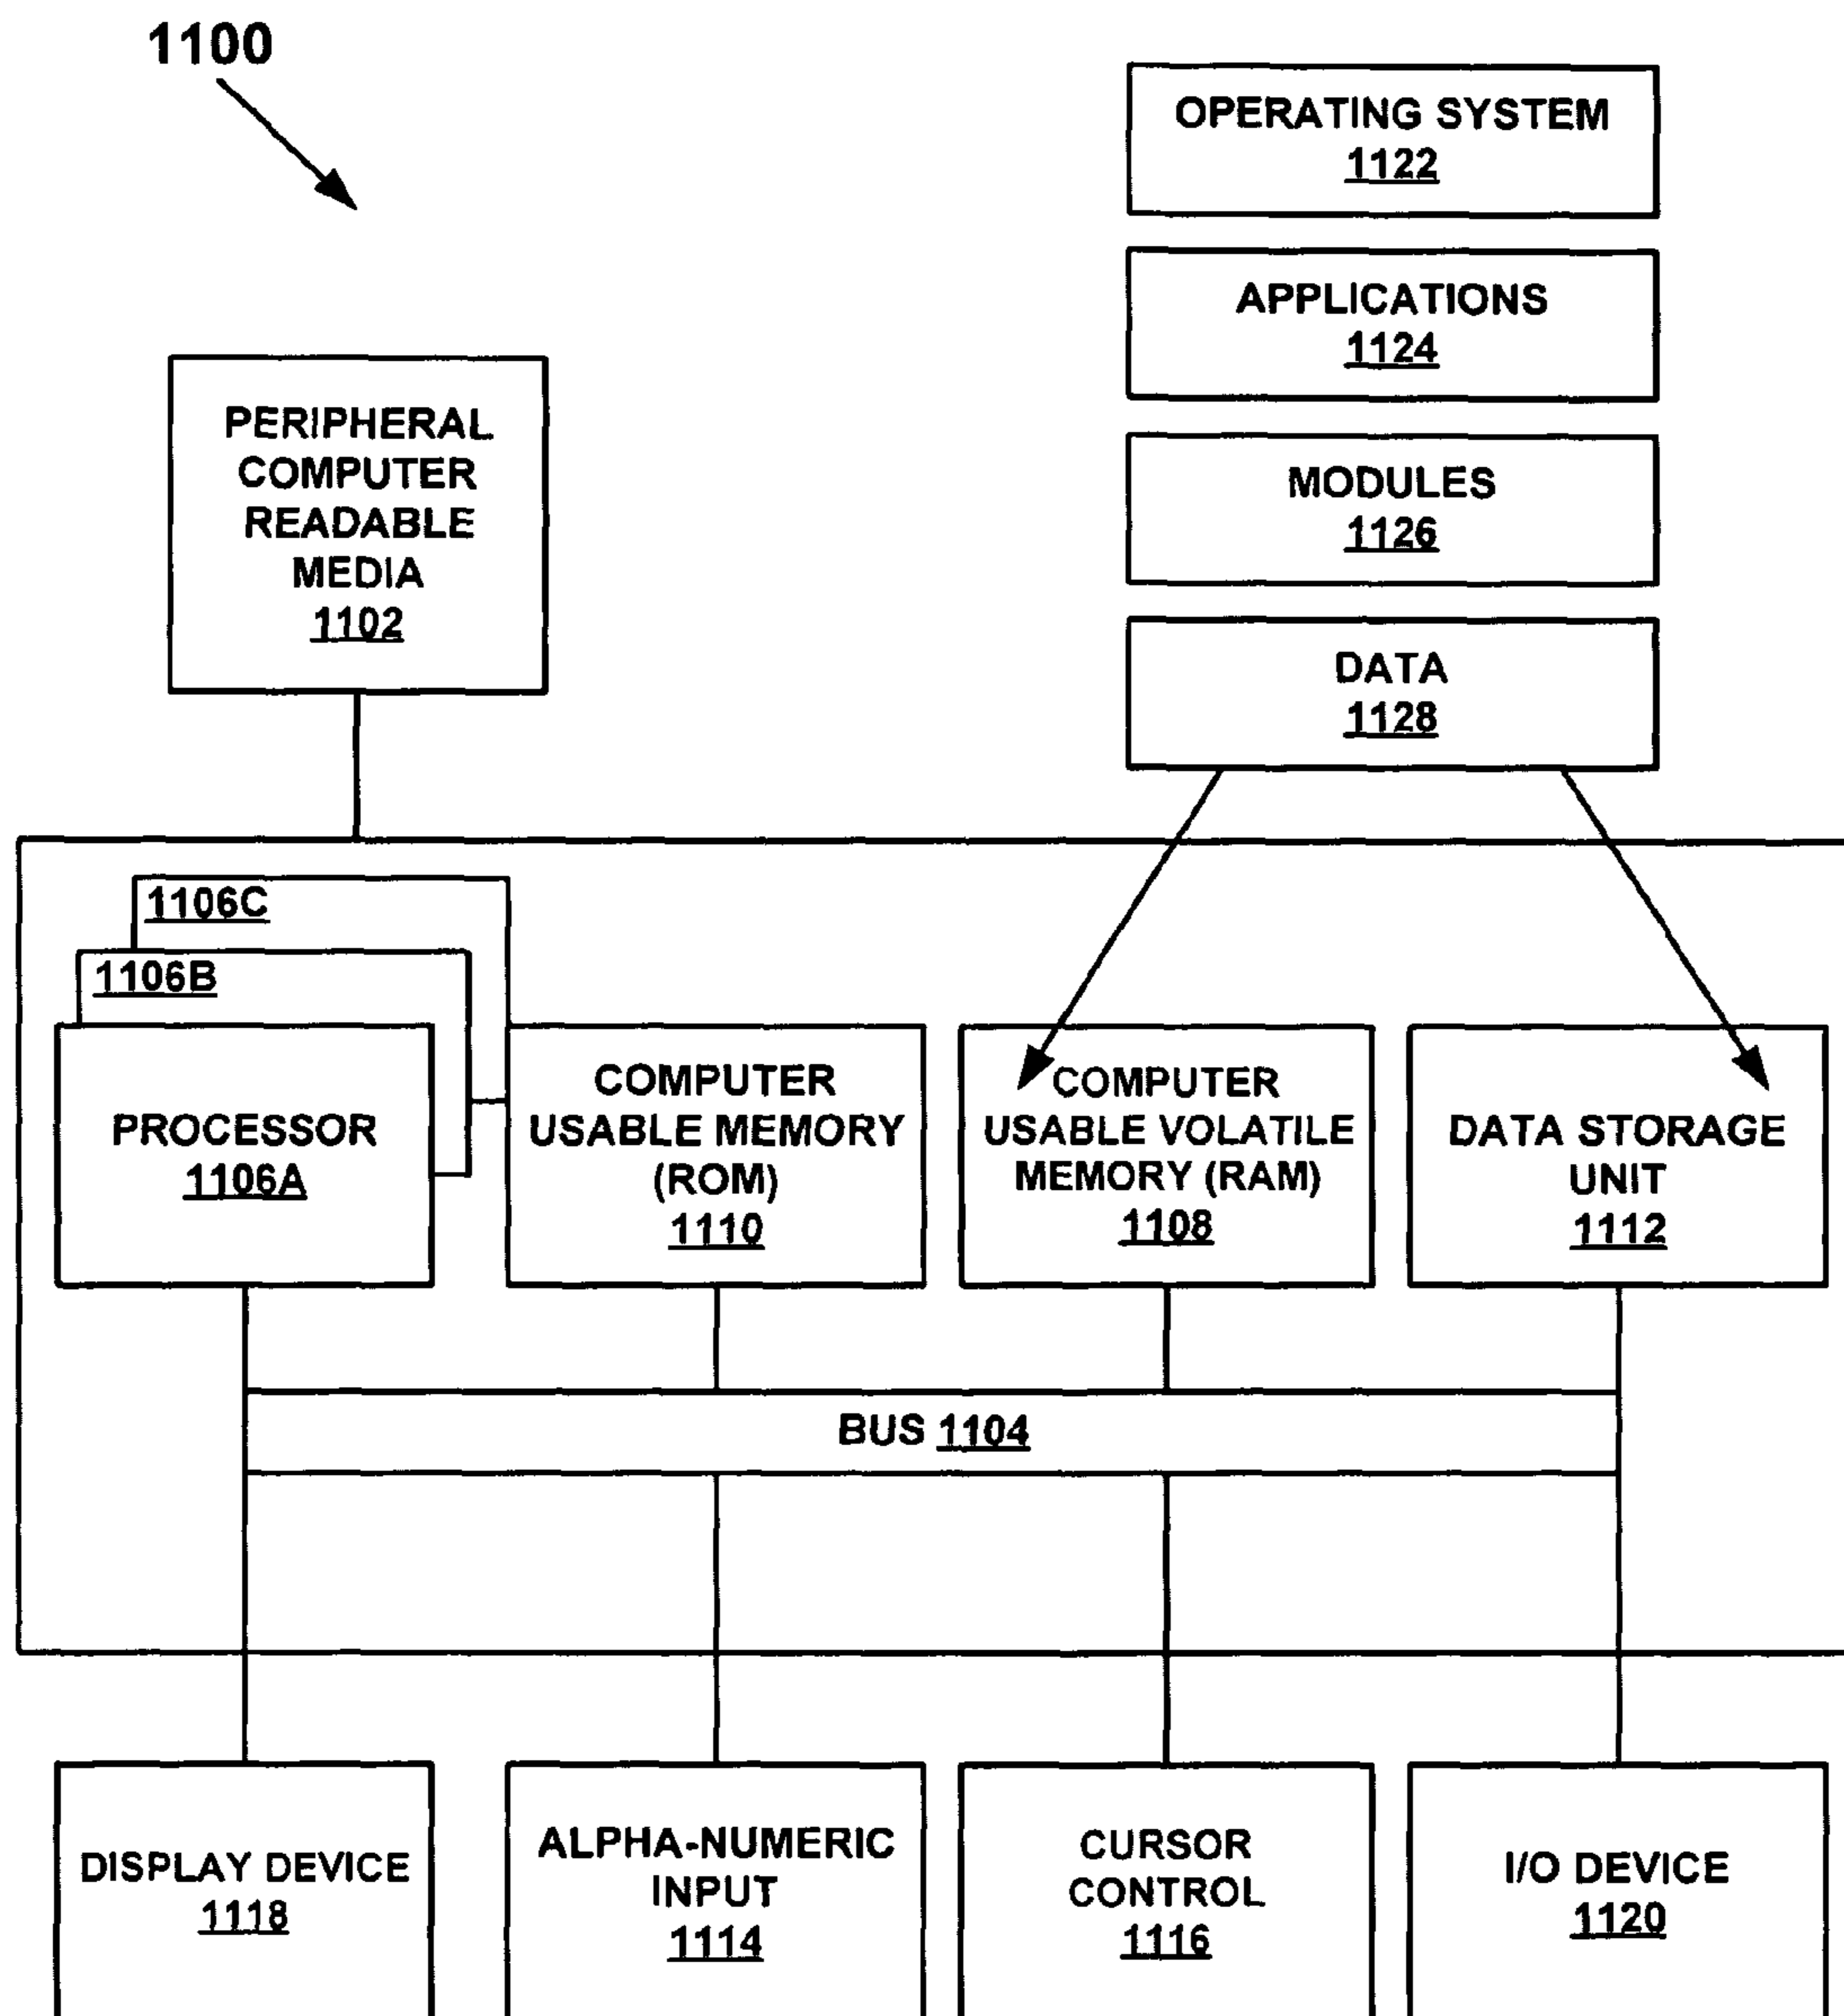 1100
OPERATING SYSTEM
1122
APPLICATIONS
1124
PERIPHERAL
COMPUTER
READABLE
MEDIA
1102
MODULES
1126
DATA
1128
1106C
1106B
PROCESSOR
1106A
COMPUTER
USABLE MEMORY
(ROM)
1110
COMPUTER
USABLE VOLATILE
MEMORY (RAM)
1108
DATA STORAGE
UNIT
1112
BUS 1104
DISPLAY DEVICE
1118
ALPHA-NUMERIC
INPUT
1114
CURSOR
CONTROL
1116
I/O DEVICE
1120